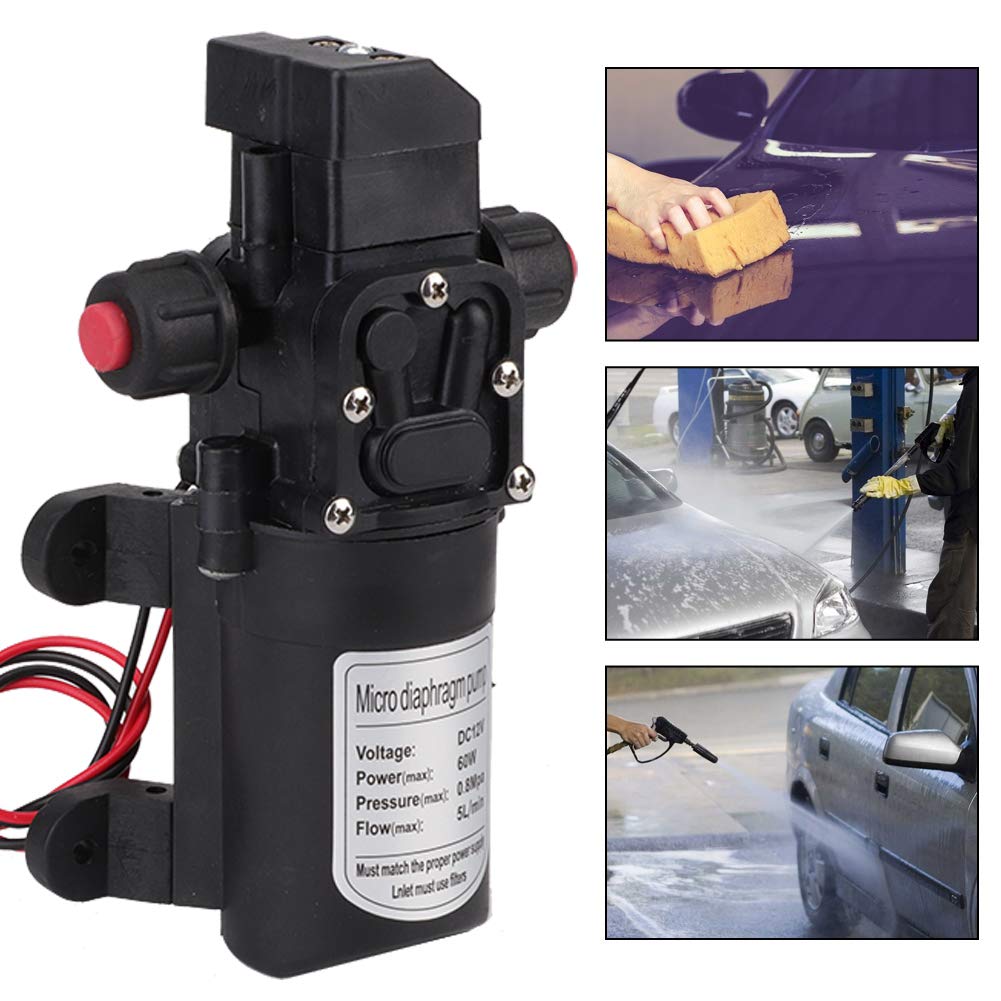 Micro diaphragm pump
Voltage: DC12V
Power(max): 60W
Pressure(max): 0.8Mpa
Flow(max): 5L/min
Must match the proper power supply
Lnlet must use filters